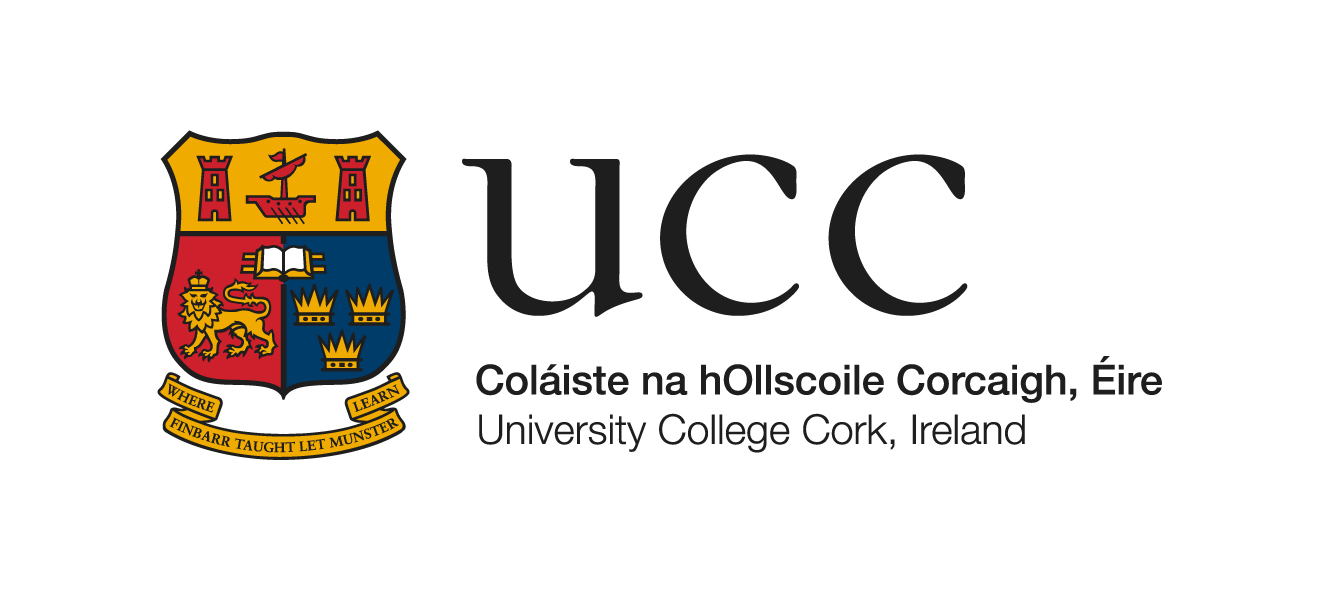 ucc
Coláiste na hOllscoile Corcaigh, Éire
University College Cork, Ireland
WHERE
FINBARR TAUGHT LET MUNSTER
LEARN